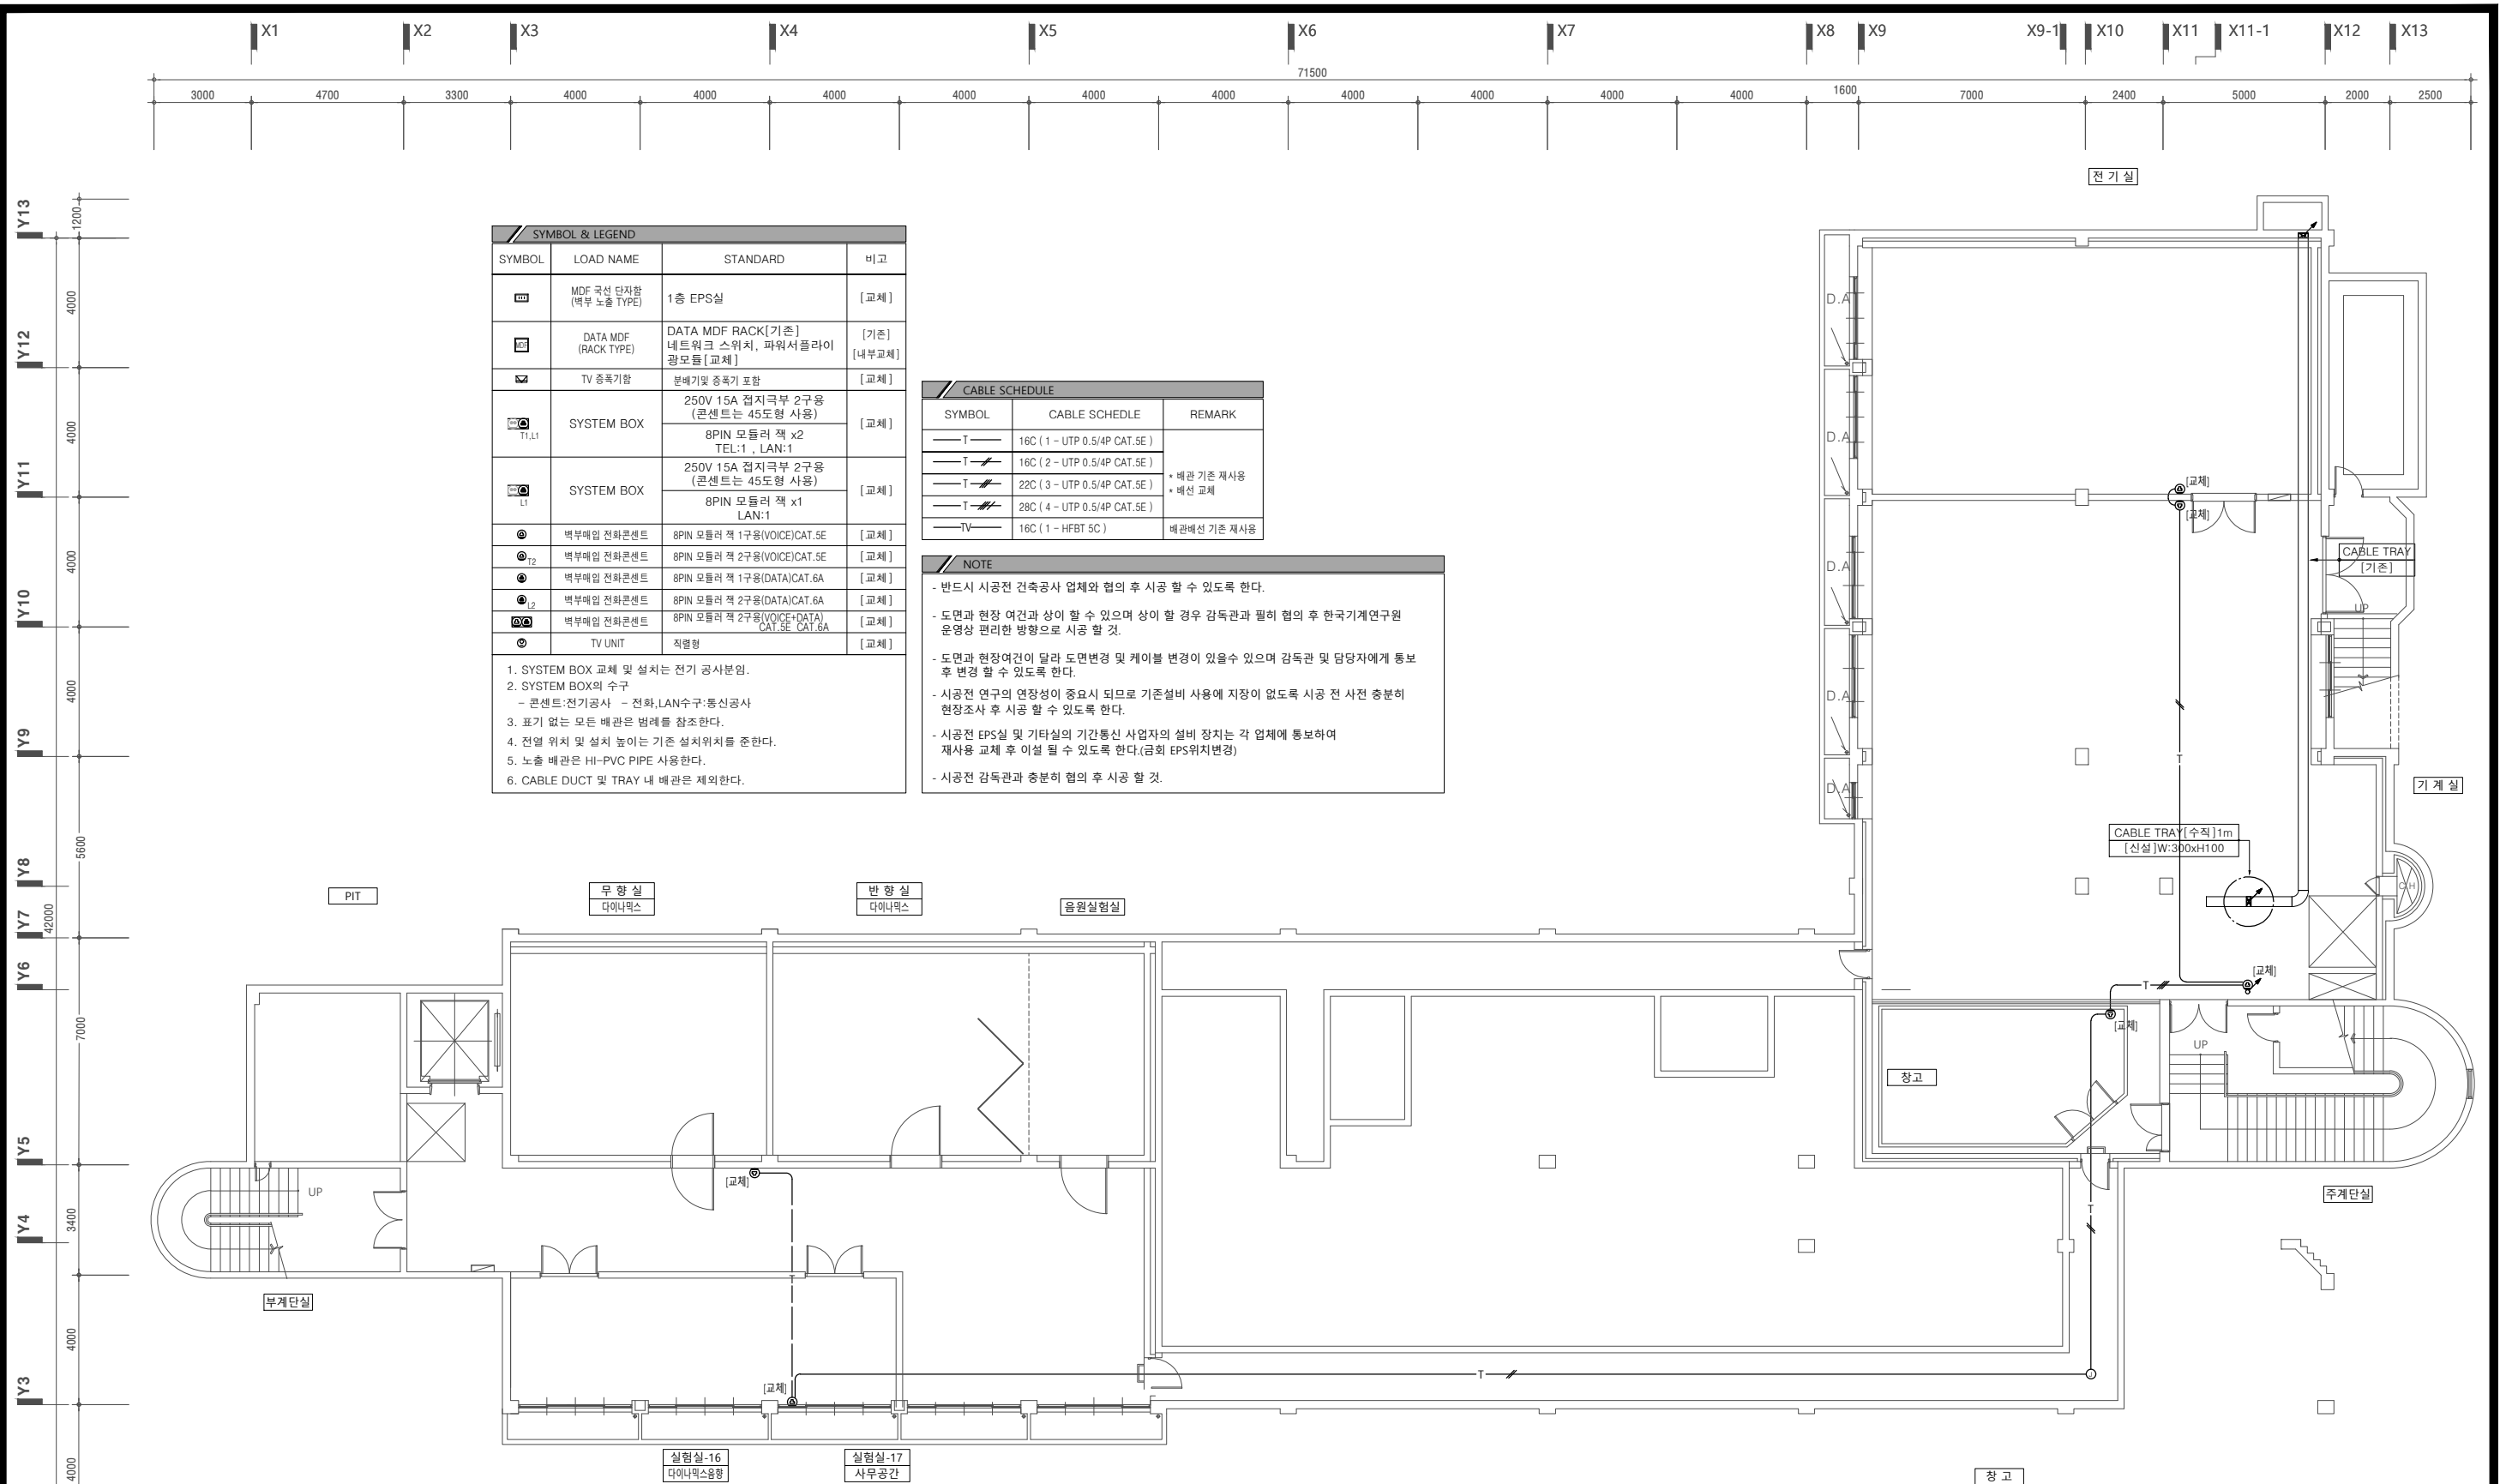 X1 X2 X3 X4 X5 X6 X7 X8 X9 X9-1 X10 X11 X11-1 X12 X13
71500
3000 4700 3300 4000 4000 4000 4000 4000 4000 4000 4000 4000 4000 1600 7000 2400 5000 2000 2500
전 기 실
Y13
1200
4000
Y12
4000
Y11
4000
Y10
4000
Y9
5600
Y8
Y7
42000
Y6
7000
Y5
3400
Y4
4000
Y3
4000
SYMBOL & LEGEND
SYMBOL LOAD NAME STANDARD 비고
MDF 국선 단자함
(벽부 노출 TYPE)
1층 EPS실
[교체]
MDF
DATA MDF
(RACK TYPE)
DATA MDF RACK[기존]
네트워크 스위치, 파워서플라이
광모듈[교체]
[기존]
[내부교체]
TV 증폭기함 분배기및 증폭기 포함 [교체]
T1,L1
SYSTEM BOX
250V 15A 접지극부 2구용
(콘센트는 45도형 사용)
8PIN 모듈러 잭 x2
TEL:1 , LAN:1
[교체]
L1
SYSTEM BOX
250V 15A 접지극부 2구용
(콘센트는 45도형 사용)
8PIN 모듈러 잭 x1
LAN:1
[교체]
벽부매입 전화콘센트 8PIN 모듈러 잭 1구용(VOICE)CAT.5E [교체]
T2 벽부매입 전화콘센트 8PIN 모듈러 잭 2구용(VOICE)CAT.5E [교체]
벽부매입 전화콘센트 8PIN 모듈러 잭 1구용(DATA)CAT.6A [교체]
L2 벽부매입 전화콘센트 8PIN 모듈러 잭 2구용(DATA)CAT.6A [교체]
벽부매입 전화콘센트 8PIN 모듈러 잭 2구용(VOICE+DATA) [교체]
CAT.5E CAT.6A
TV UNIT 직렬형 [교체]
1. SYSTEM BOX 교체 및 설치는 전기 공사분임.
2. SYSTEM BOX의 수구
- 콘센트:전기공사 - 전화,LAN수구:통신공사
3. 표기 없는 모든 배관은 범례를 참조한다.
4. 전열 위치 및 설치 높이는 기존 설치위치를 준한다.
5. 노출 배관은 HI-PVC PIPE 사용한다.
6. CABLE DUCT 및 TRAY 내 배관은 제외한다.
CABLE SCHEDULE
SYMBOL CABLE SCHEDLE REMARK
T 16C ( 1 - UTP 0.5/4P CAT.5E )
T 16C ( 2 - UTP 0.5/4P CAT.5E )
T 22C ( 3 - UTP 0.5/4P CAT.5E )
T 28C ( 4 - UTP 0.5/4P CAT.5E )
* 배관 기존 재사용
* 배선 교체
TV 16C ( 1 - HFBT 5C ) 배관배선 기존 재사용
NOTE
- 반드시 시공전 건축공사 업체와 협의 후 시공 할 수 있도록 한다.
- 도면과 현장 여건과 상이 할 수 있으며 상이 할 경우 감독관과 필히 협의 후 한국기계연구원
운영상 편리한 방향으로 시공 할 것.
- 도면과 현장여건이 달라 도면변경 및 케이블 변경이 있을수 있으며 감독관 및 담당자에게 통보
후 변경 할 수 있도록 한다.
- 시공전 연구의 연장성이 중요시 되므로 기존설비 사용에 지장이 없도록 시공 전 사전 충분히
현장조사 후 시공 할 수 있도록 한다.
- 시공전 EPS실 및 기타실의 기간통신 사업자의 설비 장치는 각 업체에 통보하여
재사용 교체 후 이설 될 수 있도록 한다.(금회 EPS위치변경)
- 시공전 감독관과 충분히 협의 후 시공 할 것.
D.A
D.A
D.A
D.A
D.A
[교체]
[교체]
CABLE TRAY
[기존]
UP
T
기 계 실
CABLE TRAY[수직]1m
[신설]W:300xH100
C.H
[교체]
T
[교체]
UP
창고
주계단실
T
PIT
무 향 실
다이나믹스
반 향 실
다이나믹스
음원실험실
UP
[교체]
T
부계단실
[교체]
T
J
실험실-16
다이나믹스음향
실험실-17
사무공간
창 고